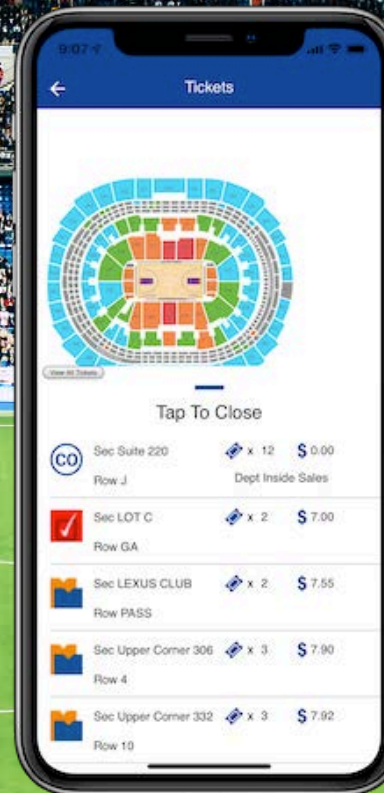 9:07
Tickets
View All Tickets
Tap To Close
CO
Sec Suite 220 x 12 $ 0.00
Row J Dept Inside Sales
Sec LOT C x 2 $ 7.00
Row GA
Sec LEXUS CLUB x 2 $ 7.55
Row PASS
Sec Upper Corner 306 x 3 $ 7.90
Row 4
Sec Upper Corner 332 x 3 $ 7.92
Row 10